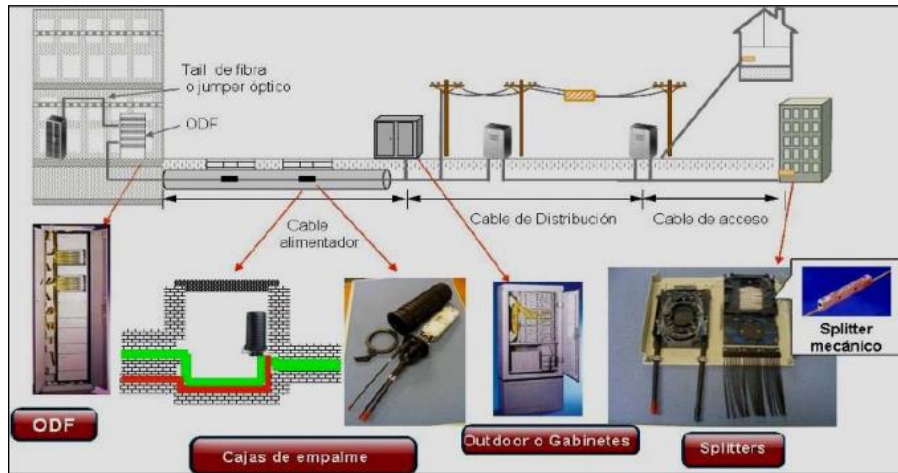 Tail de fibra
o jumper óptico
ODF
Cable
alimentador
Cable de Distribución
Cable de acceso
Splitter
mecánico
ODF
Cajas de empalme
Outdoor o Gabinetes
Splitters